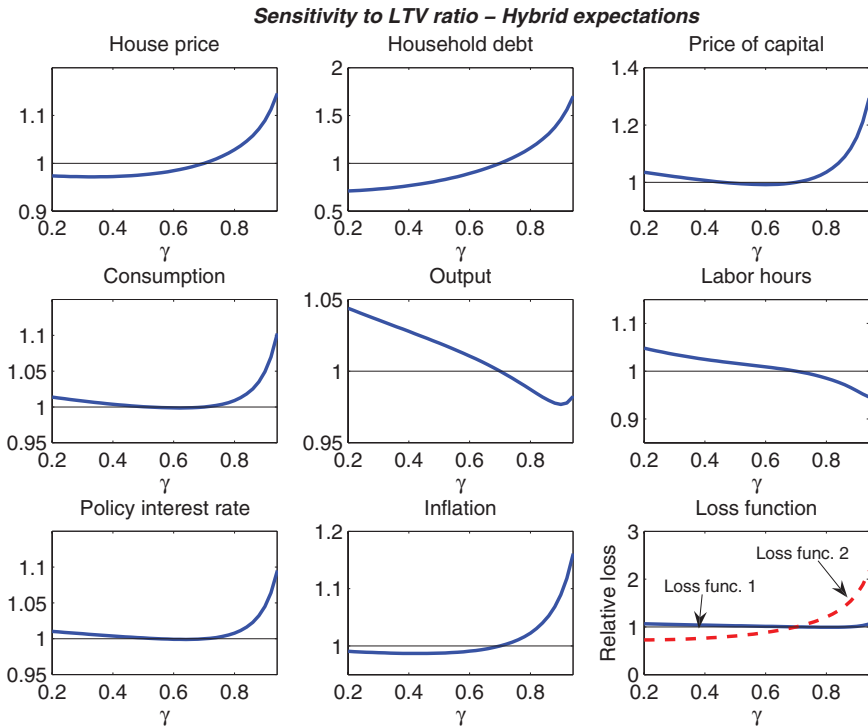 Sensitivity to LTV ratio – Hybrid expectations
House price
Household debt
Price of capital
1.1
1
0.9
0.2 0.4 0.6 0.8
γ
2
1.5
1
0.5
0.2 0.4 0.6 0.8
γ
1.4
1.2
1
0.2 0.4 0.6 0.8
γ
Consumption
Output
Labor hours
1.1
1.05
1
0.95
0.2 0.4 0.6 0.8
γ
1.05
1
0.95
0.2 0.4 0.6 0.8
γ
1.1
1
0.9
0.2 0.4 0.6 0.8
γ
Policy interest rate
Inflation
Loss function
1.1
1.05
1
0.95
0.2 0.4 0.6 0.8
γ
1.2
1.1
1
0.2 0.4 0.6 0.8
γ
Relative loss
3
2
1
0
Loss func. 2
Loss func. 1
0.2 0.4 0.6 0.8
γ